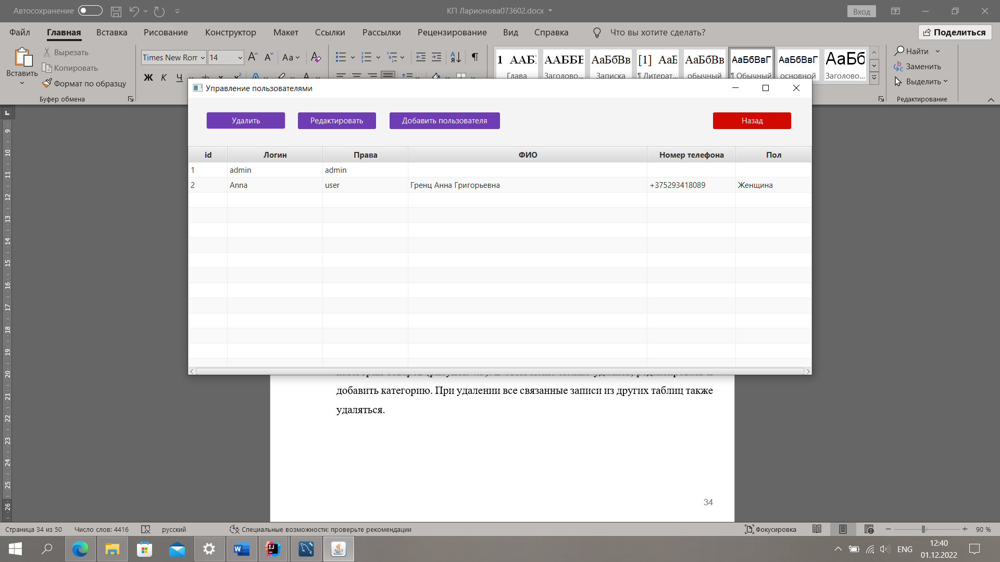 Автосохранение
КП Ларионова073602.docx
Вход
Файл Главная Вставка Рисование Конструктор Макет Ссылки Рассылки Рецензирование Вид Справка Что вы хотите сделать? Поделиться
Вставить
Вырезать
Копировать
Формат по образцу
Буфер обмена
Times New Ron 14
Aa
Ж К Ч
1 ААБ
Глава
ААББЕ
Заголово...
АаБбВв
Записка
[1] АаБ
¶ Литерат...
АаБбВв
обычный
АаБбВвГ
¶ Обычный
АаБбВвГ
основной
АаБб
Заголово...
Найти
Заменить
Выделить
Редактирование
Управление пользователями
Удалить Редактировать Добавить пользователя Назад
id Логин Права ФИО Номер телефона Пол
1 admin admin
2 Anna user Гренц Анна Григорьевна +375293418089 Женщина
добавить категорию. При удалении все связанные записи из других таблиц также
удаляться.
34
9
10
11
12
13
14
15
16
17
18
19
20
21
22
23
24
25
26
Страница 34 из 50 Число слов: 4416 русский Специальные возможности: проверьте рекомендации Фокусировка 90 %
ENG
12:40
01.12.2022